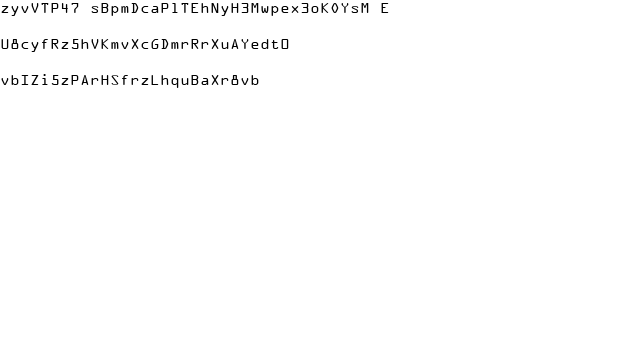 zyvVTP47 sBpmDcaPlTEhNyH3Mwpex3oK0YsM E
U8cyfRz5hVKmvXcGDmrRrXuAYedtO
vbIZi5zPArHSfrzLhquBaXr8vb